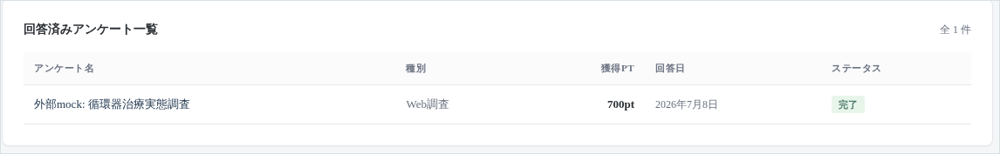 回答済みアンケート一覧
全 1 件
アンケート名 種別 獲得PT 回答日 ステータス
外部mock: 循環器治療実態調査 Web調査 700pt 2026年7月8日 完了